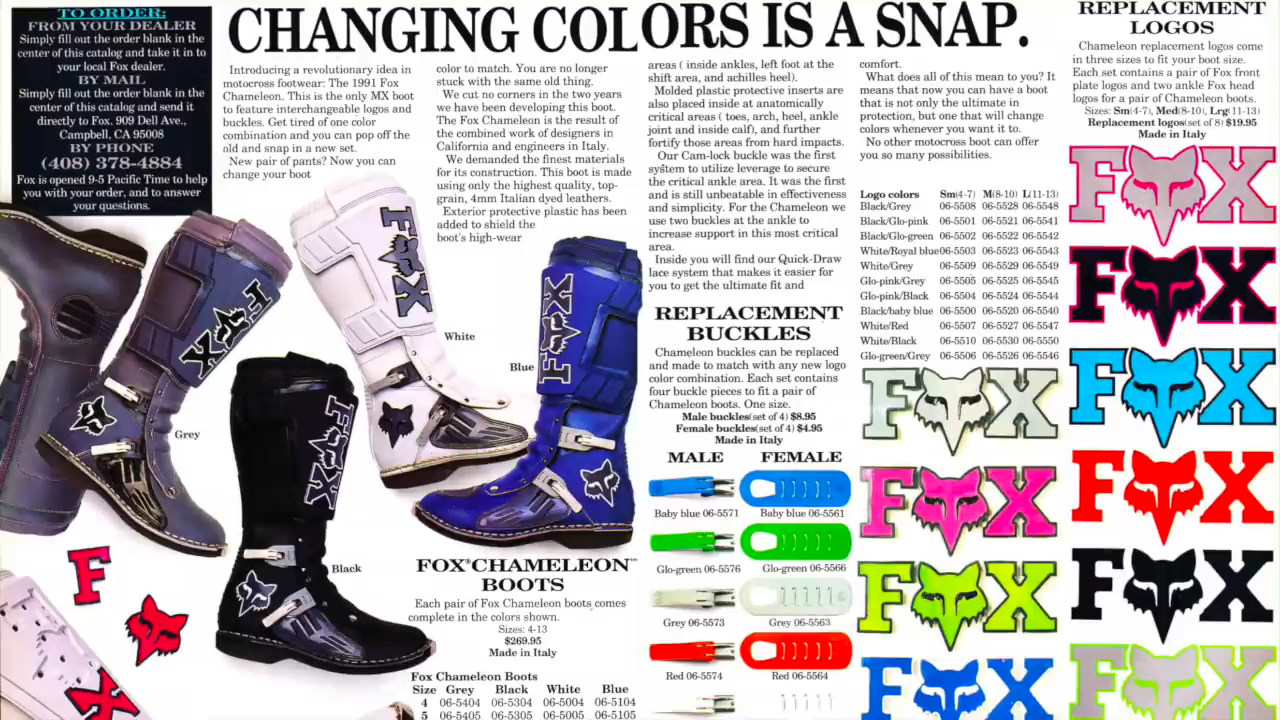 TO ORDER:
FROM YOUR DEALER
Simply fill out the order blank in the
center of this catalog and take it in to
your local Fox dealer.
BY MAIL
Simply fill out the order blank in the
center of this catalog and send it
directly to Fox. 909 Dell Ave.,
Campbell, CA 95008
BY PHONE
(408) 378-4884
Fox is opened 9-5 Pacific Time to help
you with your order, and to answer
your questions.
CHANGING COLORS IS A SNAP.
Introducing a revolutionary idea in
motocross footwear: The 1991 Fox
Chameleon. This is the only MX boot
to feature interchangeable logos and
buckles. Get tired of one color
combination and you can pop off the
old and snap in a new set.
New pair of pants? Now you can
change your boot
color to match. You are no longer
stuck with the same old thing.
We cut no corners in the two years
we have been developing this boot.
The Fox Chameleon is the result of
the combined work of designers in
California and engineers in Italy.
We demanded the finest materials
for its construction. This boot is made
using only the highest quality, top-
grain, 4mm Italian dyed leathers.
Exterior protective plastic has been
added to shield the
boot's high-wear
areas ( inside ankles, left foot at the
shift area, and achilles heel).
Molded plastic protective inserts are
also placed inside at anatomically
critical areas ( toes, arch, heel, ankle
joint and inside calf), and further
fortify those areas from hard impacts.
Our Cam-lock buckle was the first
system to utilize leverage to secure
the critical ankle area. It was the first
and is still unbeatable in effectiveness
and simplicity. For the Chameleon we
use two buckles at the ankle to
increase support in this most critical
area.
Inside you will find our Quick-Draw
lace system that makes it easier for
you to get the ultimate fit and
comfort.
What does all of this mean to you? It
means that now you can have a boot
that is not only the ultimate in
protection, but one that will change
colors whenever you want it to.
No other motocross boot can offer
you so many possibilities.
REPLACEMENT
LOGOS
Chameleon replacement logos come
in three sizes to fit your boot size.
Each set contains a pair of Fox front
plate logos and two ankle Fox head
logos for a pair of Chameleon boots.
Sizes: Sm(4-7), Med(8-10), Lrg(11-13)
Replacement logos(set of 8) $19.95
Made in Italy
Logo colors Sm(4-7) M(8-10) L(11-13)
Black/Grey 06-5508 06-5528 06-5548
Black/Glo-pink 06-5501 06-5521 06-5541
Black/Glo-green 06-5502 06-5522 06-5542
White/Royal blue 06-5503 06-5523 06-5543
White/Grey 06-5509 06-5529 06-5549
Glo-pink/Grey 06-5505 06-5525 06-5545
Glo-pink/Black 06-5504 06-5524 06-5544
Black/baby blue 06-5500 06-5520 06-5540
White/Red 06-5507 06-5527 06-5547
White/Black 06-5510 06-5530 06-5550
Glo-green/Grey 06-5506 06-5526 06-5546
REPLACEMENT
BUCKLES
Chameleon buckles can be replaced
and made to match with any new logo
color combination. Each set contains
four buckle pieces to fit a pair of
Chameleon boots. One size.
Male buckles(set of 4) $8.95
Female buckles(set of 4) $4.95
Made in Italy
MALE FEMALE
Baby blue 06-5571 Baby blue 06-5561
Glo-green 06-5576 Glo-green 06-5566
Grey 06-5573 Grey 06-5563
Red 06-5574 Red 06-5564
White
Blue
Grey
Black
FOX
FOX
FOX
FOX
F
X
FOX® CHAMELEON™
BOOTS
Each pair of Fox Chameleon boots comes
complete in the colors shown.
Sizes: 4-13
$269.95
Made in Italy
Fox Chameleon Boots
Size Grey Black White Blue
4 06-5404 06-5304 06-5004 06-5104
5 06-5405 06-5305 06-5005 06-5105
F X
F X
F X
F X
F X
F X
F X
F X
F X
F X